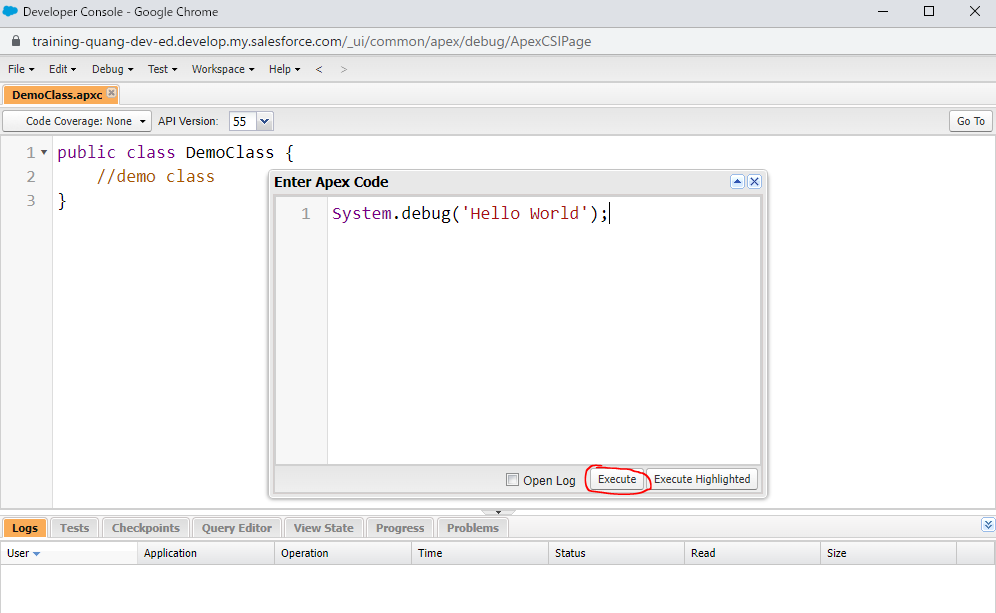 Developer Console - Google Chrome
training-quang-dev-ed.develop.my.salesforce.com/_ui/common/apex/debug/ApexCSIPage
File Edit Debug Test Workspace Help < >
DemoClass.apxc
Code Coverage: None API Version: 55 Go To
1 public class DemoClass {
2 //demo class
3 }
Enter Apex Code
1 System.debug('Hello World');
Open Log Execute Execute Highlighted
Logs Tests Checkpoints Query Editor View State Progress Problems
User Application Operation Time Status Read Size